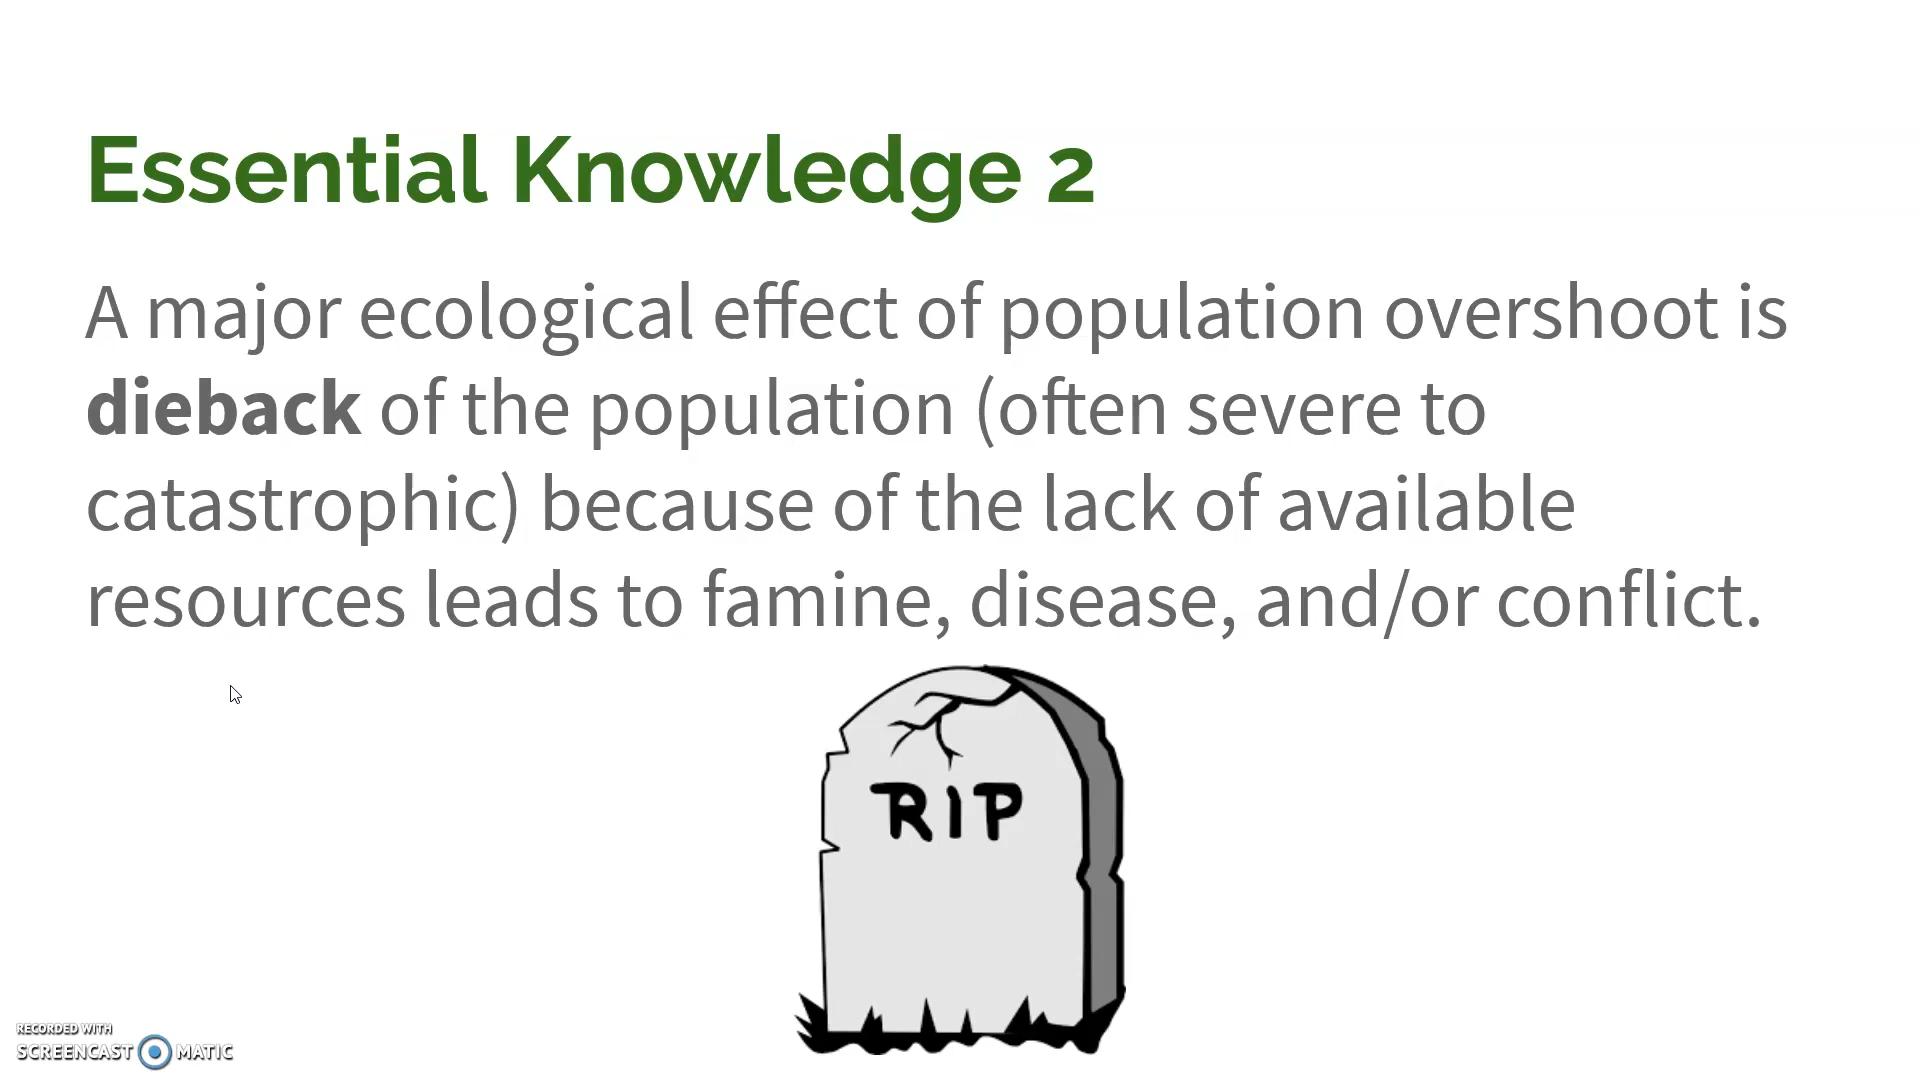 Essential Knowledge 2
A major ecological effect of population overshoot is
dieback of the population (often severe to
catastrophic) because of the lack of available
resources leads to famine, disease, and/or conflict.
RIP
RECORDED WITH
SCREENCAST MATIC